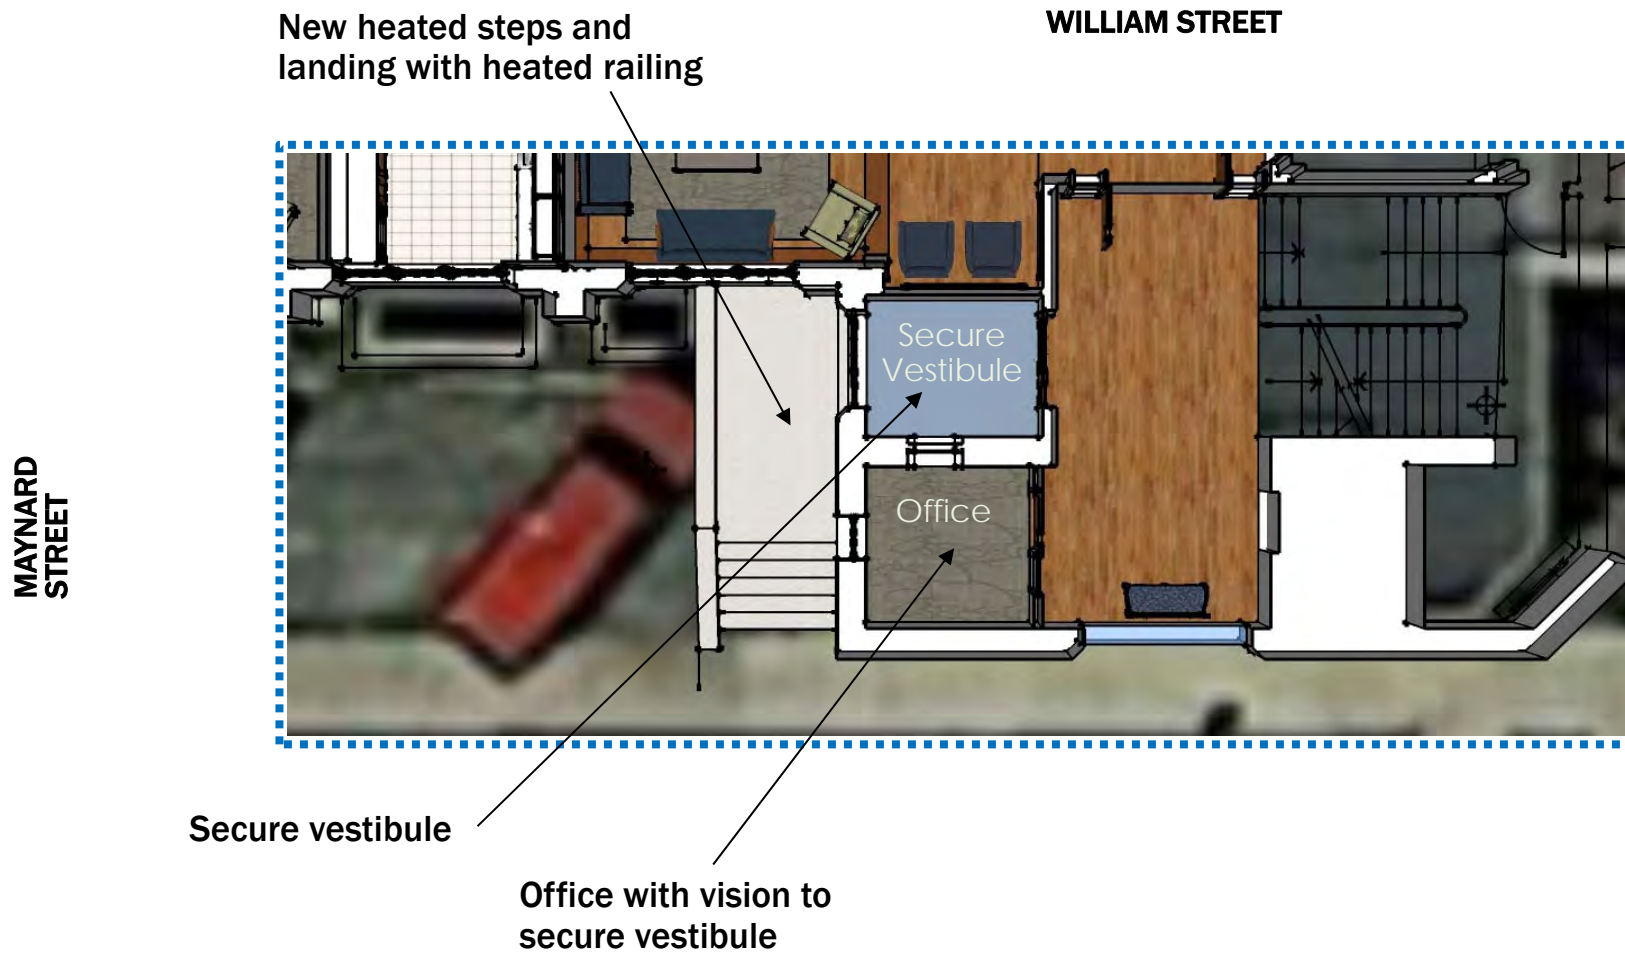 New heated steps and
landing with heated railing
WILLIAM STREET
MAYNARD
STREET
Secure
Vestibule
Office
Secure vestibule
Office with vision to
secure vestibule